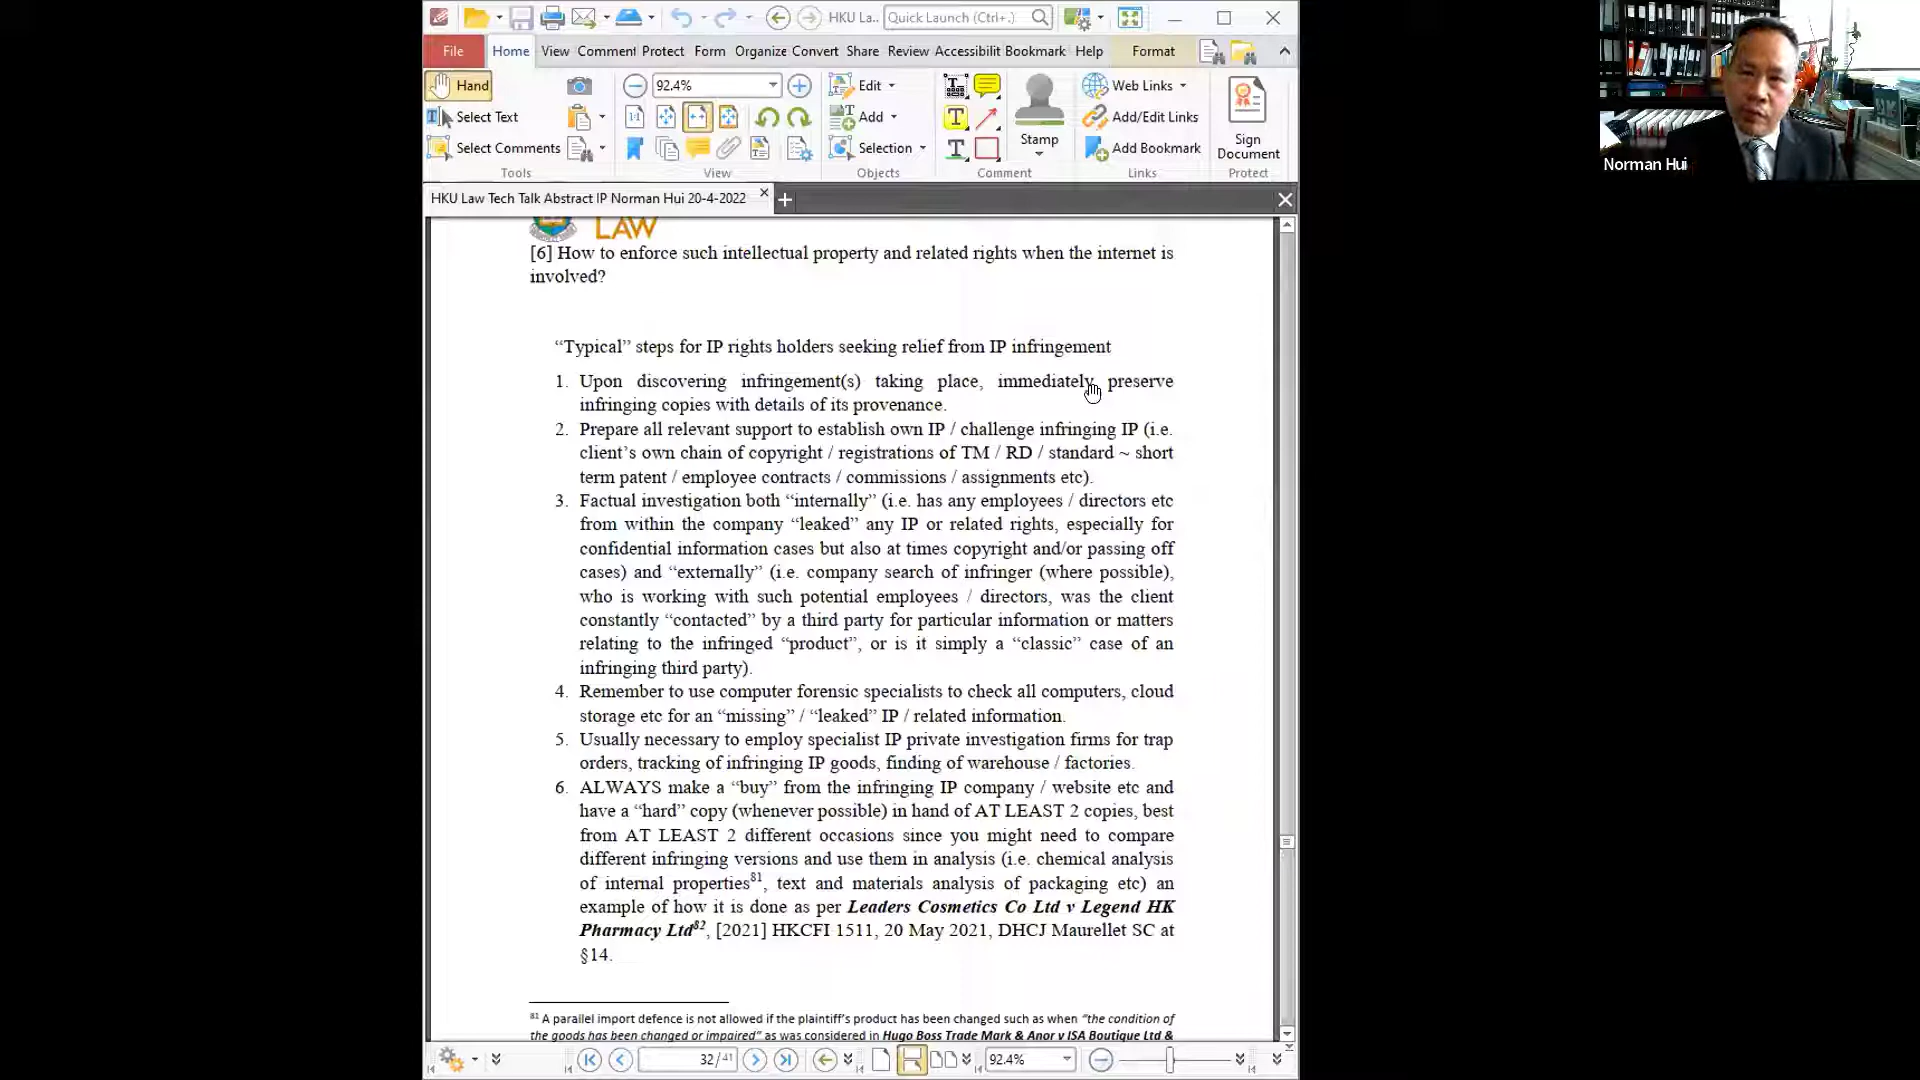 HKU La.. Quick Launch (Ctrl+.)
File Home View Comment Protect Form Organize Convert Share Review Accessibilit Bookmark Help Format
Hand
Select Text
Select Comments
Tools
92.4%
View
Edit
Add
Selection
Objects
Stamp
Comment
Web Links
Add/Edit Links
Add Bookmark
Links
Sign
Document
Protect
Norman Hui
HKU Law Tech Talk Abstract IP Norman Hui 20-4-2022
LAW
[6] How to enforce such intellectual property and related rights when the internet is
involved?
“Typical” steps for IP rights holders seeking relief from IP infringement
1. Upon discovering infringement(s) taking place, immediately preserve
infringing copies with details of its provenance.
2. Prepare all relevant support to establish own IP / challenge infringing IP (i.e.
client’s own chain of copyright / registrations of TM / RD / standard ~ short
term patent / employee contracts / commissions / assignments etc).
3. Factual investigation both “internally” (i.e. has any employees / directors etc
from within the company “leaked” any IP or related rights, especially for
confidential information cases but also at times copyright and/or passing off
cases) and “externally” (i.e. company search of infringer (where possible),
who is working with such potential employees / directors, was the client
constantly “contacted” by a third party for particular information or matters
relating to the infringed “product”, or is it simply a “classic” case of an
infringing third party).
4. Remember to use computer forensic specialists to check all computers, cloud
storage etc for an “missing” / “leaked” IP / related information.
5. Usually necessary to employ specialist IP private investigation firms for trap
orders, tracking of infringing IP goods, finding of warehouse / factories.
6. ALWAYS make a “buy” from the infringing IP company / website etc and
have a “hard” copy (whenever possible) in hand of AT LEAST 2 copies, best
from AT LEAST 2 different occasions since you might need to compare
different infringing versions and use them in analysis (i.e. chemical analysis
of internal properties81, text and materials analysis of packaging etc) an
example of how it is done as per Leaders Cosmetics Co Ltd v Legend HK
Pharmacy Ltd82, [2021] HKCFI 1511, 20 May 2021, DHCJ Maurellet SC at
§14.
81 A parallel import defence is not allowed if the plaintiff’s product has been changed such as when “the condition of
the goods has been changed or impaired” as was considered in Hugo Boss Trade Mark & Anor v ISA Boutique Ltd &
32/41
92.4%